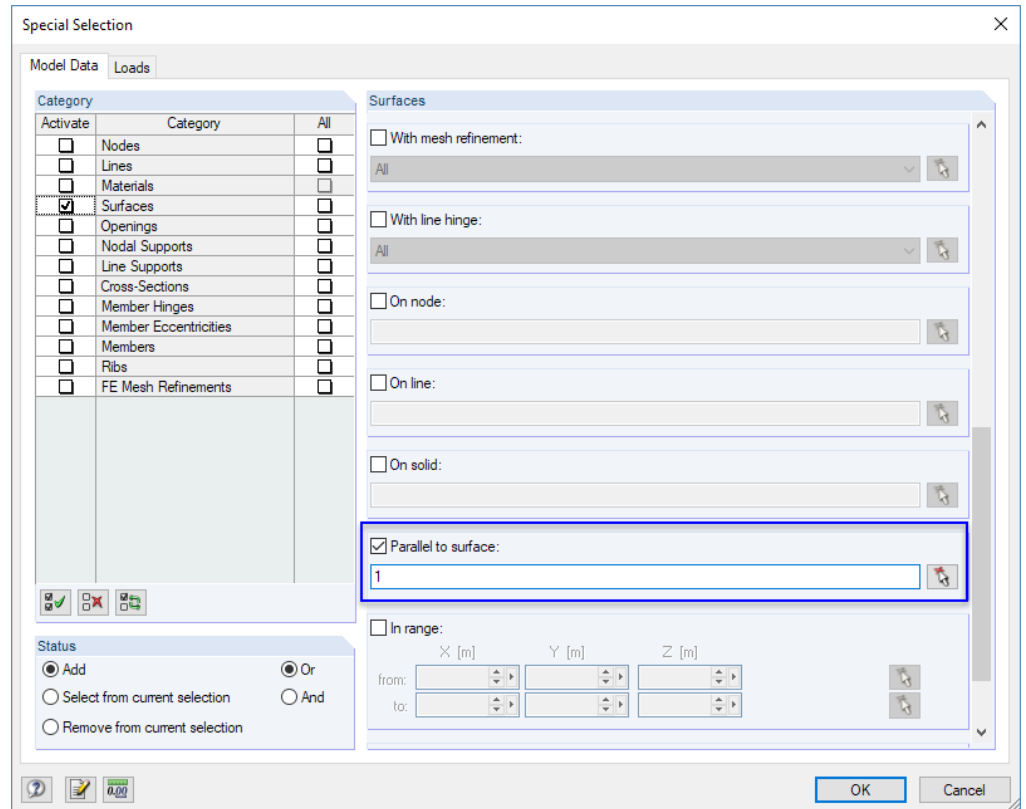 Special Selection
Model Data
Loads
Category
Activate Category All
Nodes
Lines
Materials
Surfaces
Openings
Nodal Supports
Line Supports
Cross-Sections
Member Hinges
Member Eccentricities
Members
Ribs
FE Mesh Refinements
Status
Add
Or
Select from current selection
And
Remove from current selection
Surfaces
With mesh refinement:
All
With line hinge:
All
On node:
On line:
On solid:
Parallel to surface:
1
In range:
X [m] Y [m] Z [m]
from:
to:
0.00
OK
Cancel